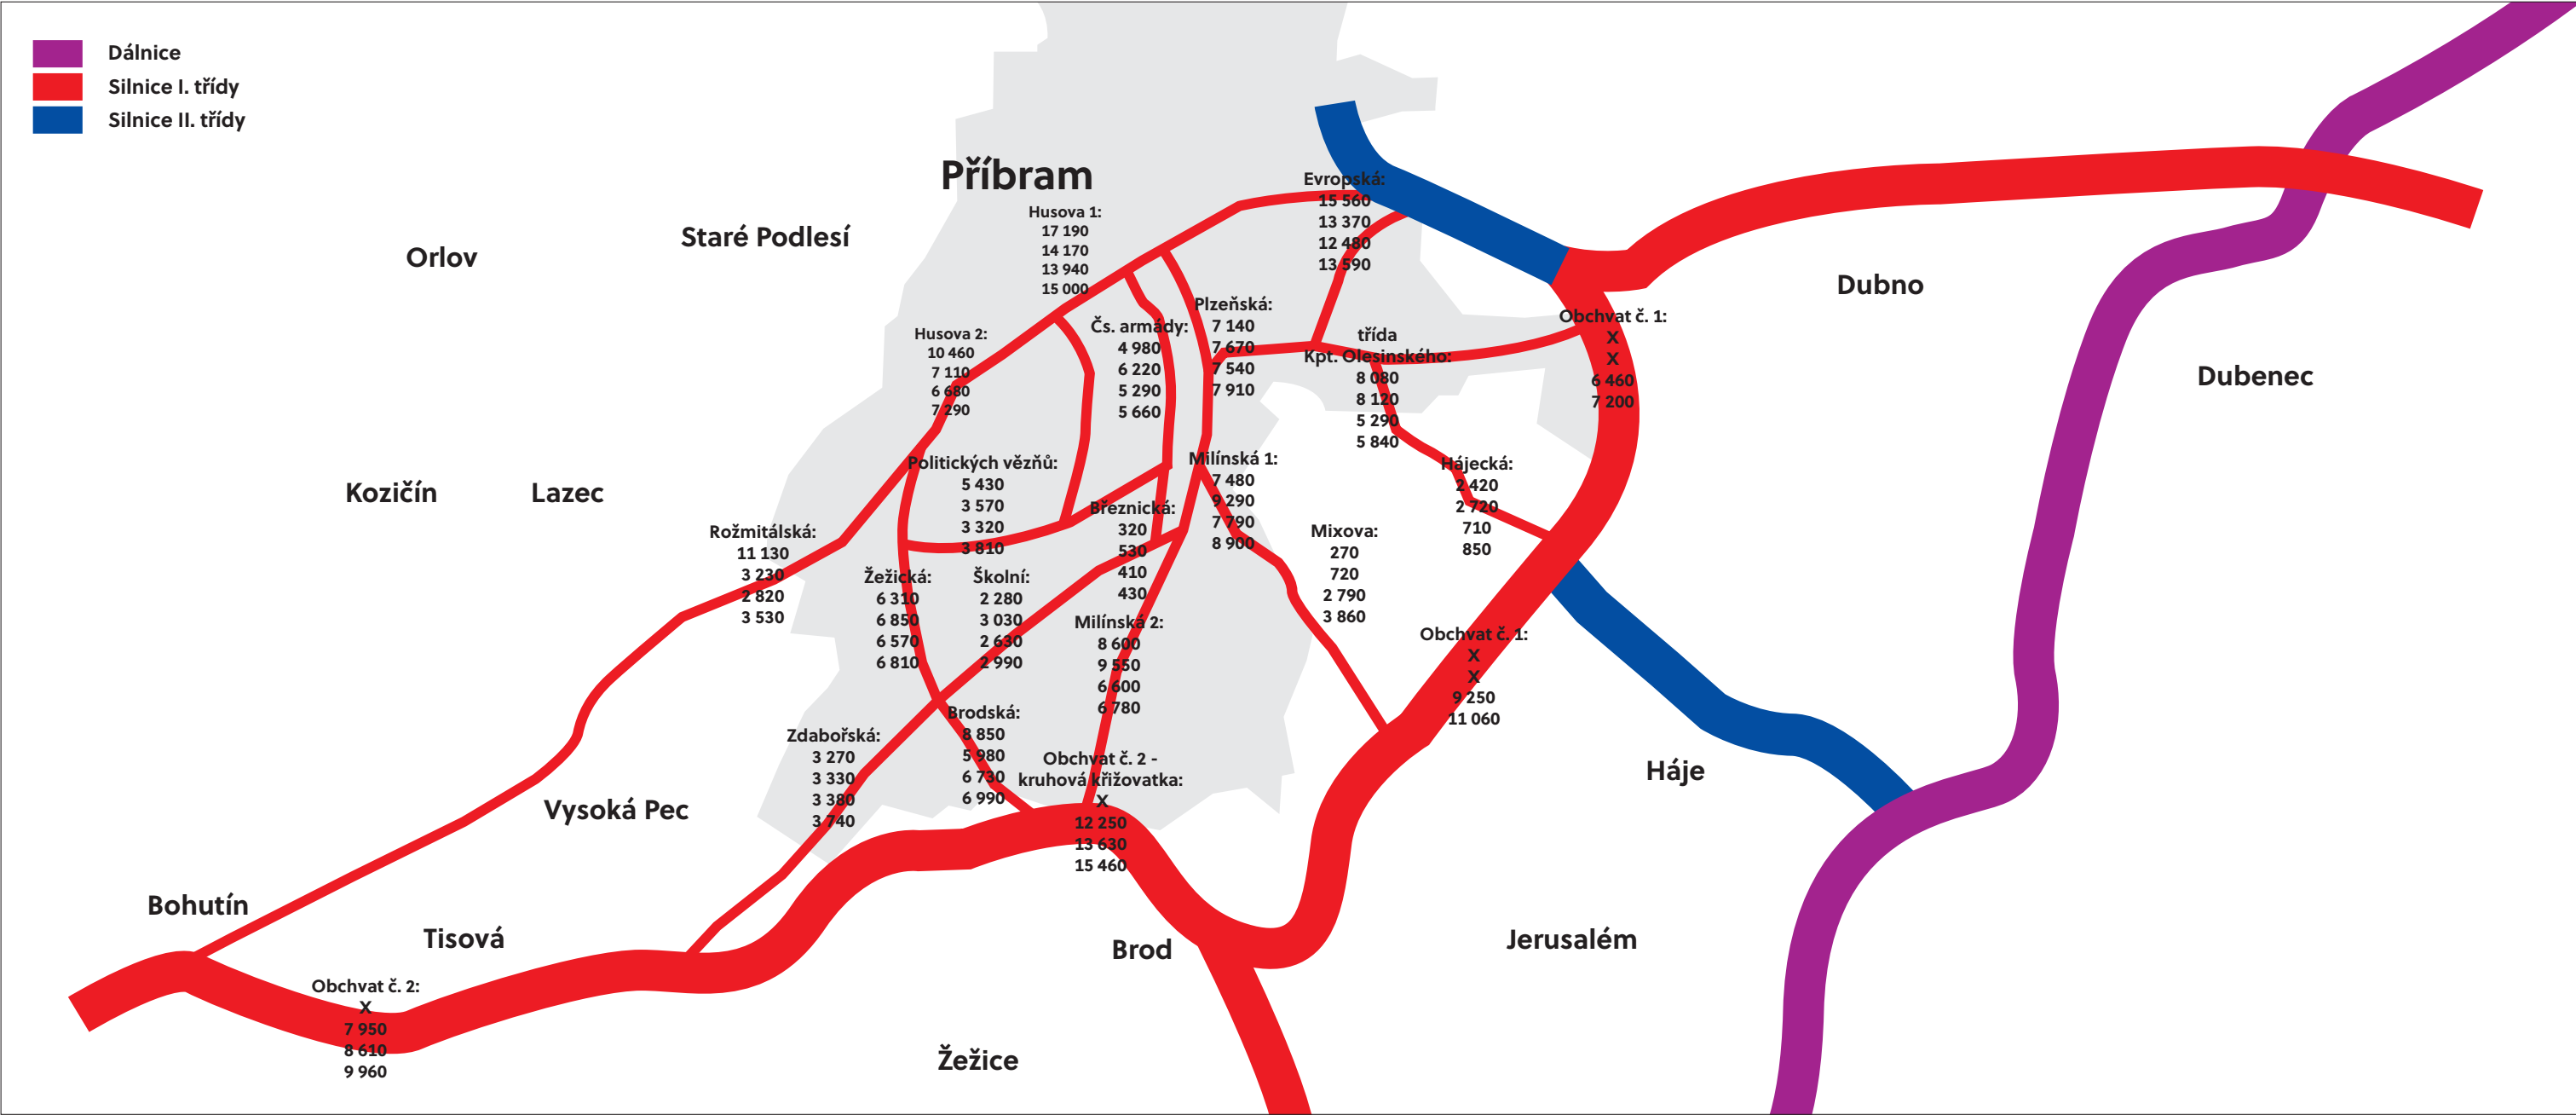 Dálnice
Silnice I. třídy
Silnice II. třídy
Příbram
Orlov
Staré Podlesí
Husova 1:
17 190
14 170
13 940
15 000
Evropská:
15 560
13 370
12 480
13 590
Dubno
Dubenec
Husova 2:
10 460
7 110
6 680
7 290
Čs. armády:
4 980
6 220
5 290
5 660
Plzeňská:
7 140
7 670
7 540
7 910
třída
Kpt. Olesinského:
8 080
8 120
5 290
5 840
Obchvat č. 1:
X
X
6 460
7 200
Kozičín
Lazec
Politických vězňů:
5 430
3 570
3 320
3 810
Milínská 1:
7 480
9 290
7 790
8 900
Hájecká:
2 420
2 720
710
850
Rožmitálská:
11 130
3 230
2 820
3 530
Březnická:
320
530
410
430
Mixova:
270
720
2 790
3 860
Žežická:
6 310
6 850
6 570
6 810
Školní:
2 280
3 030
2 630
2 990
Milínská 2:
8 600
9 550
6 600
6 780
Obchvat č. 1:
X
X
9 250
11 060
Zdabořská:
3 270
3 330
3 380
3 740
Brodská:
8 850
5 980
6 730
6 990
Obchvat č. 2 -
kruhová křižovatka:
X
12 250
13 630
15 460
Háje
Vysoká Pec
Bohutín
Tisová
Brod
Jerusalém
Obchvat č. 2:
X
7 950
8 610
9 960
Žežice